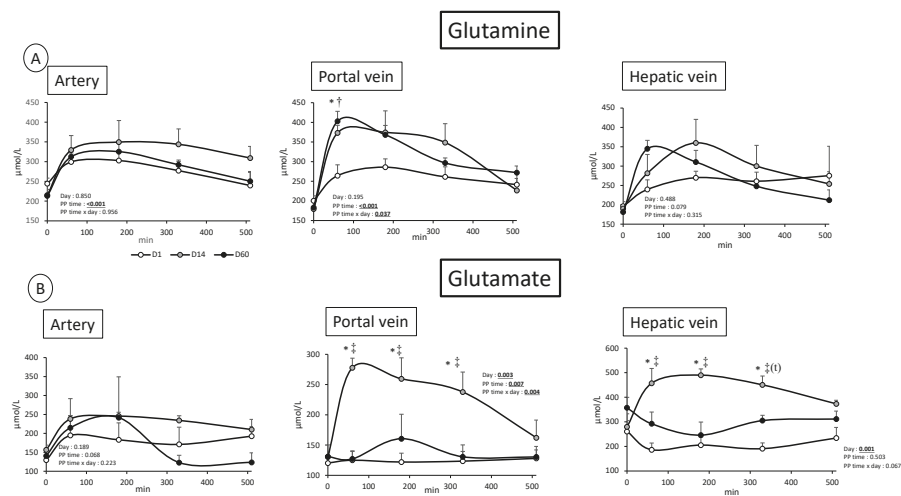 Glutamine
A
Artery
Portal vein
Hepatic vein
450
400
350
300
250
200
150
µmol/L
0 100 200 300 400 500
min
Day : 0.850
PP time : <0.001
PP time x day : 0.956
450
400
350
300
250
200
150
µmol/L
0 100 200 300 400 500
min
* †
Day : 0.195
PP time : <0.001
PP time x day : 0.037
450
400
350
300
250
200
150
µmol/L
0 100 200 300 400 500
min
Day : 0.488
PP time : 0.079
PP time x day : 0.315
D1 D14 D60
Glutamate
B
Artery
Portal vein
Hepatic vein
400
350
300
250
200
150
100
µmol/L
0 100 200 300 400 500
min
Day : 0.189
PP time : 0.068
PP time x day : 0.223
300
250
200
150
100
µmol/L
0 100 200 300 400 500
min
* ‡
* ‡
* ‡
Day : 0.003
PP time : 0.007
PP time x day : 0.004
600
500
400
300
200
100
µmol/L
0 100 200 300 400 500
min
* ‡
* ‡
* ‡(t)
Day : 0.001
PP time : 0.503
PP time x day : 0.067